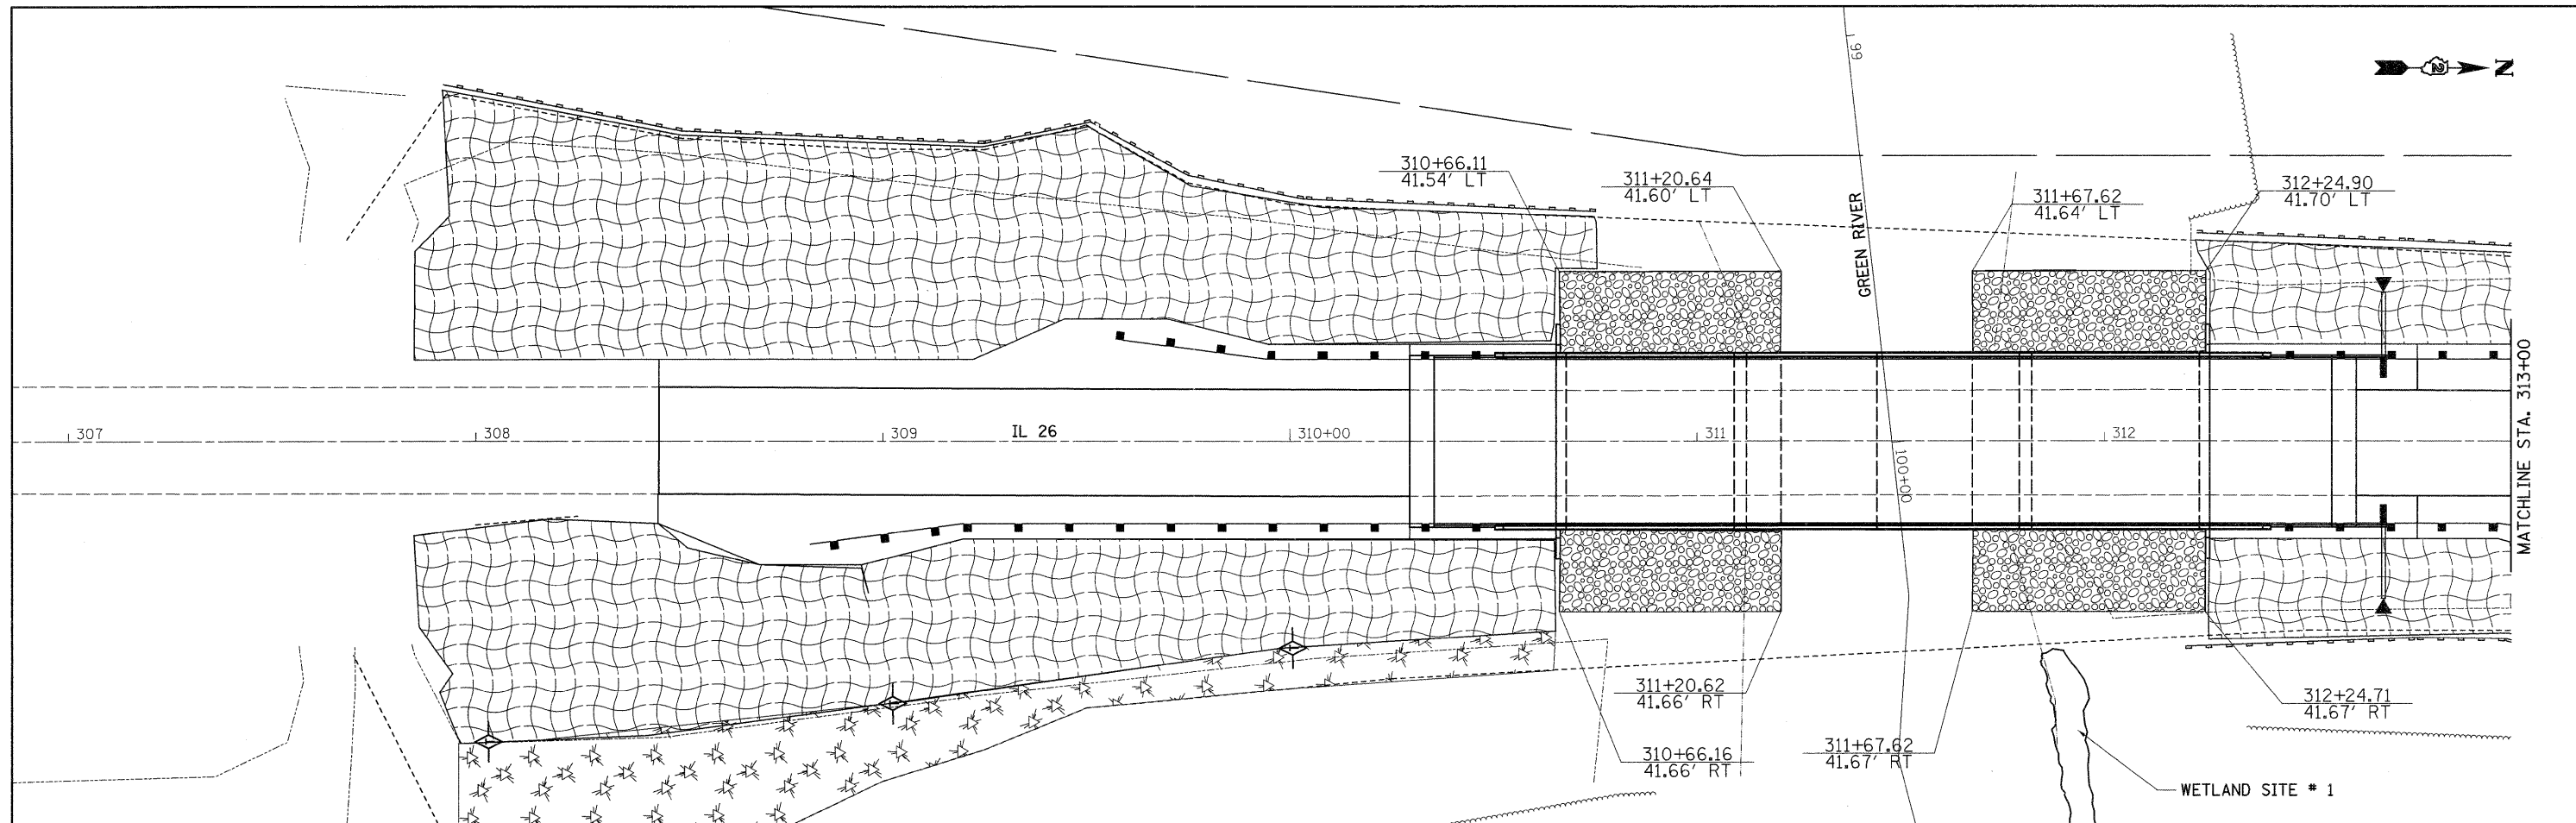 99
N
2
310+66.11
41.54' LT
311+20.64
41.60' LT
GREEN RIVER
311+67.62
41.64' LT
312+24.90
41.70' LT
MATCHLINE STA. 313+00
307
308
309
IL 26
310+00
311
312
100+00
311+20.62
41.66' RT
310+66.16
41.66' RT
311+67.62
41.67' RT
312+24.71
41.67' RT
WETLAND SITE # 1